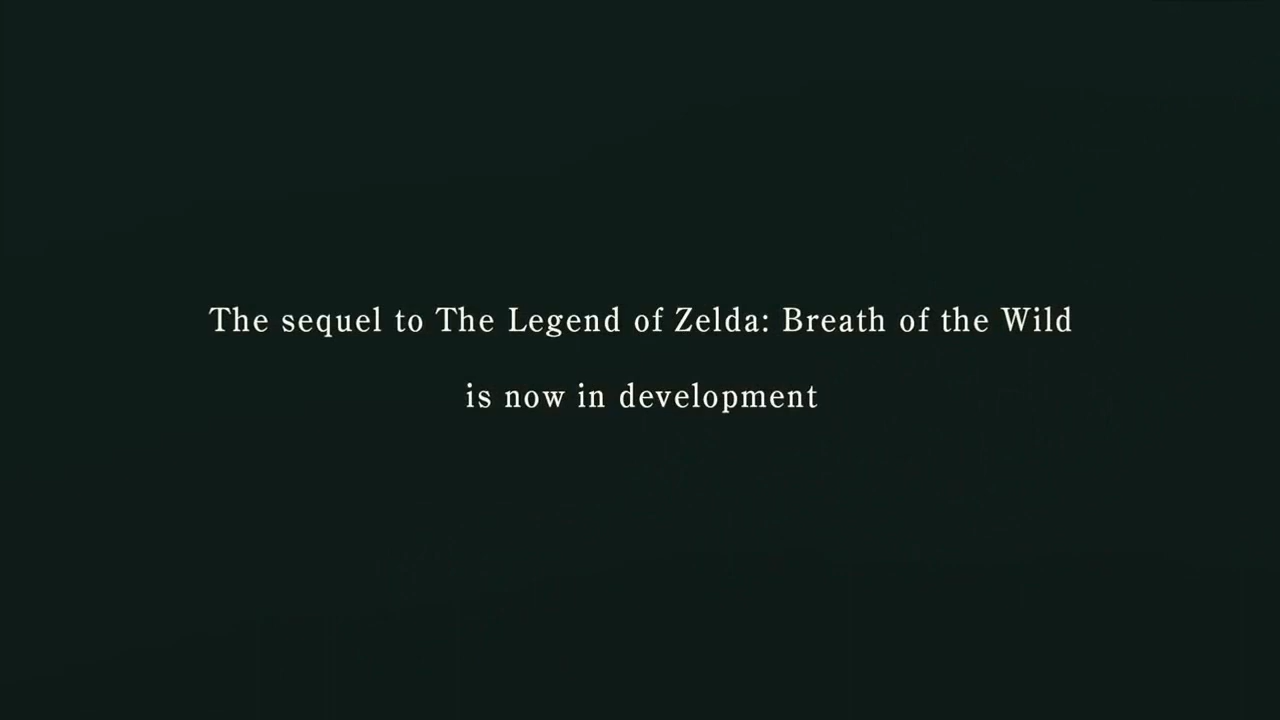 The sequel to The Legend of Zelda: Breath of the Wild
is now in development